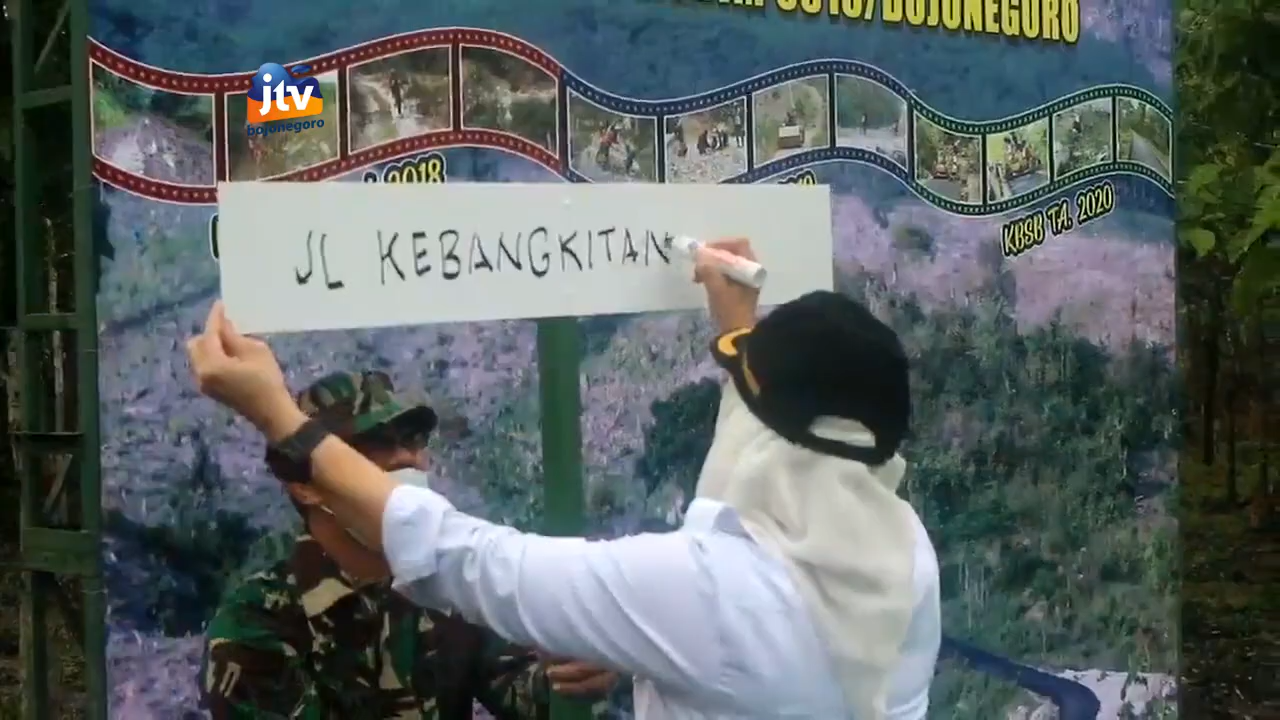 /BOJONEGORO
jtv
bojonegoro
2018
KBSB TA. 2020
JL KEBANGKITAN